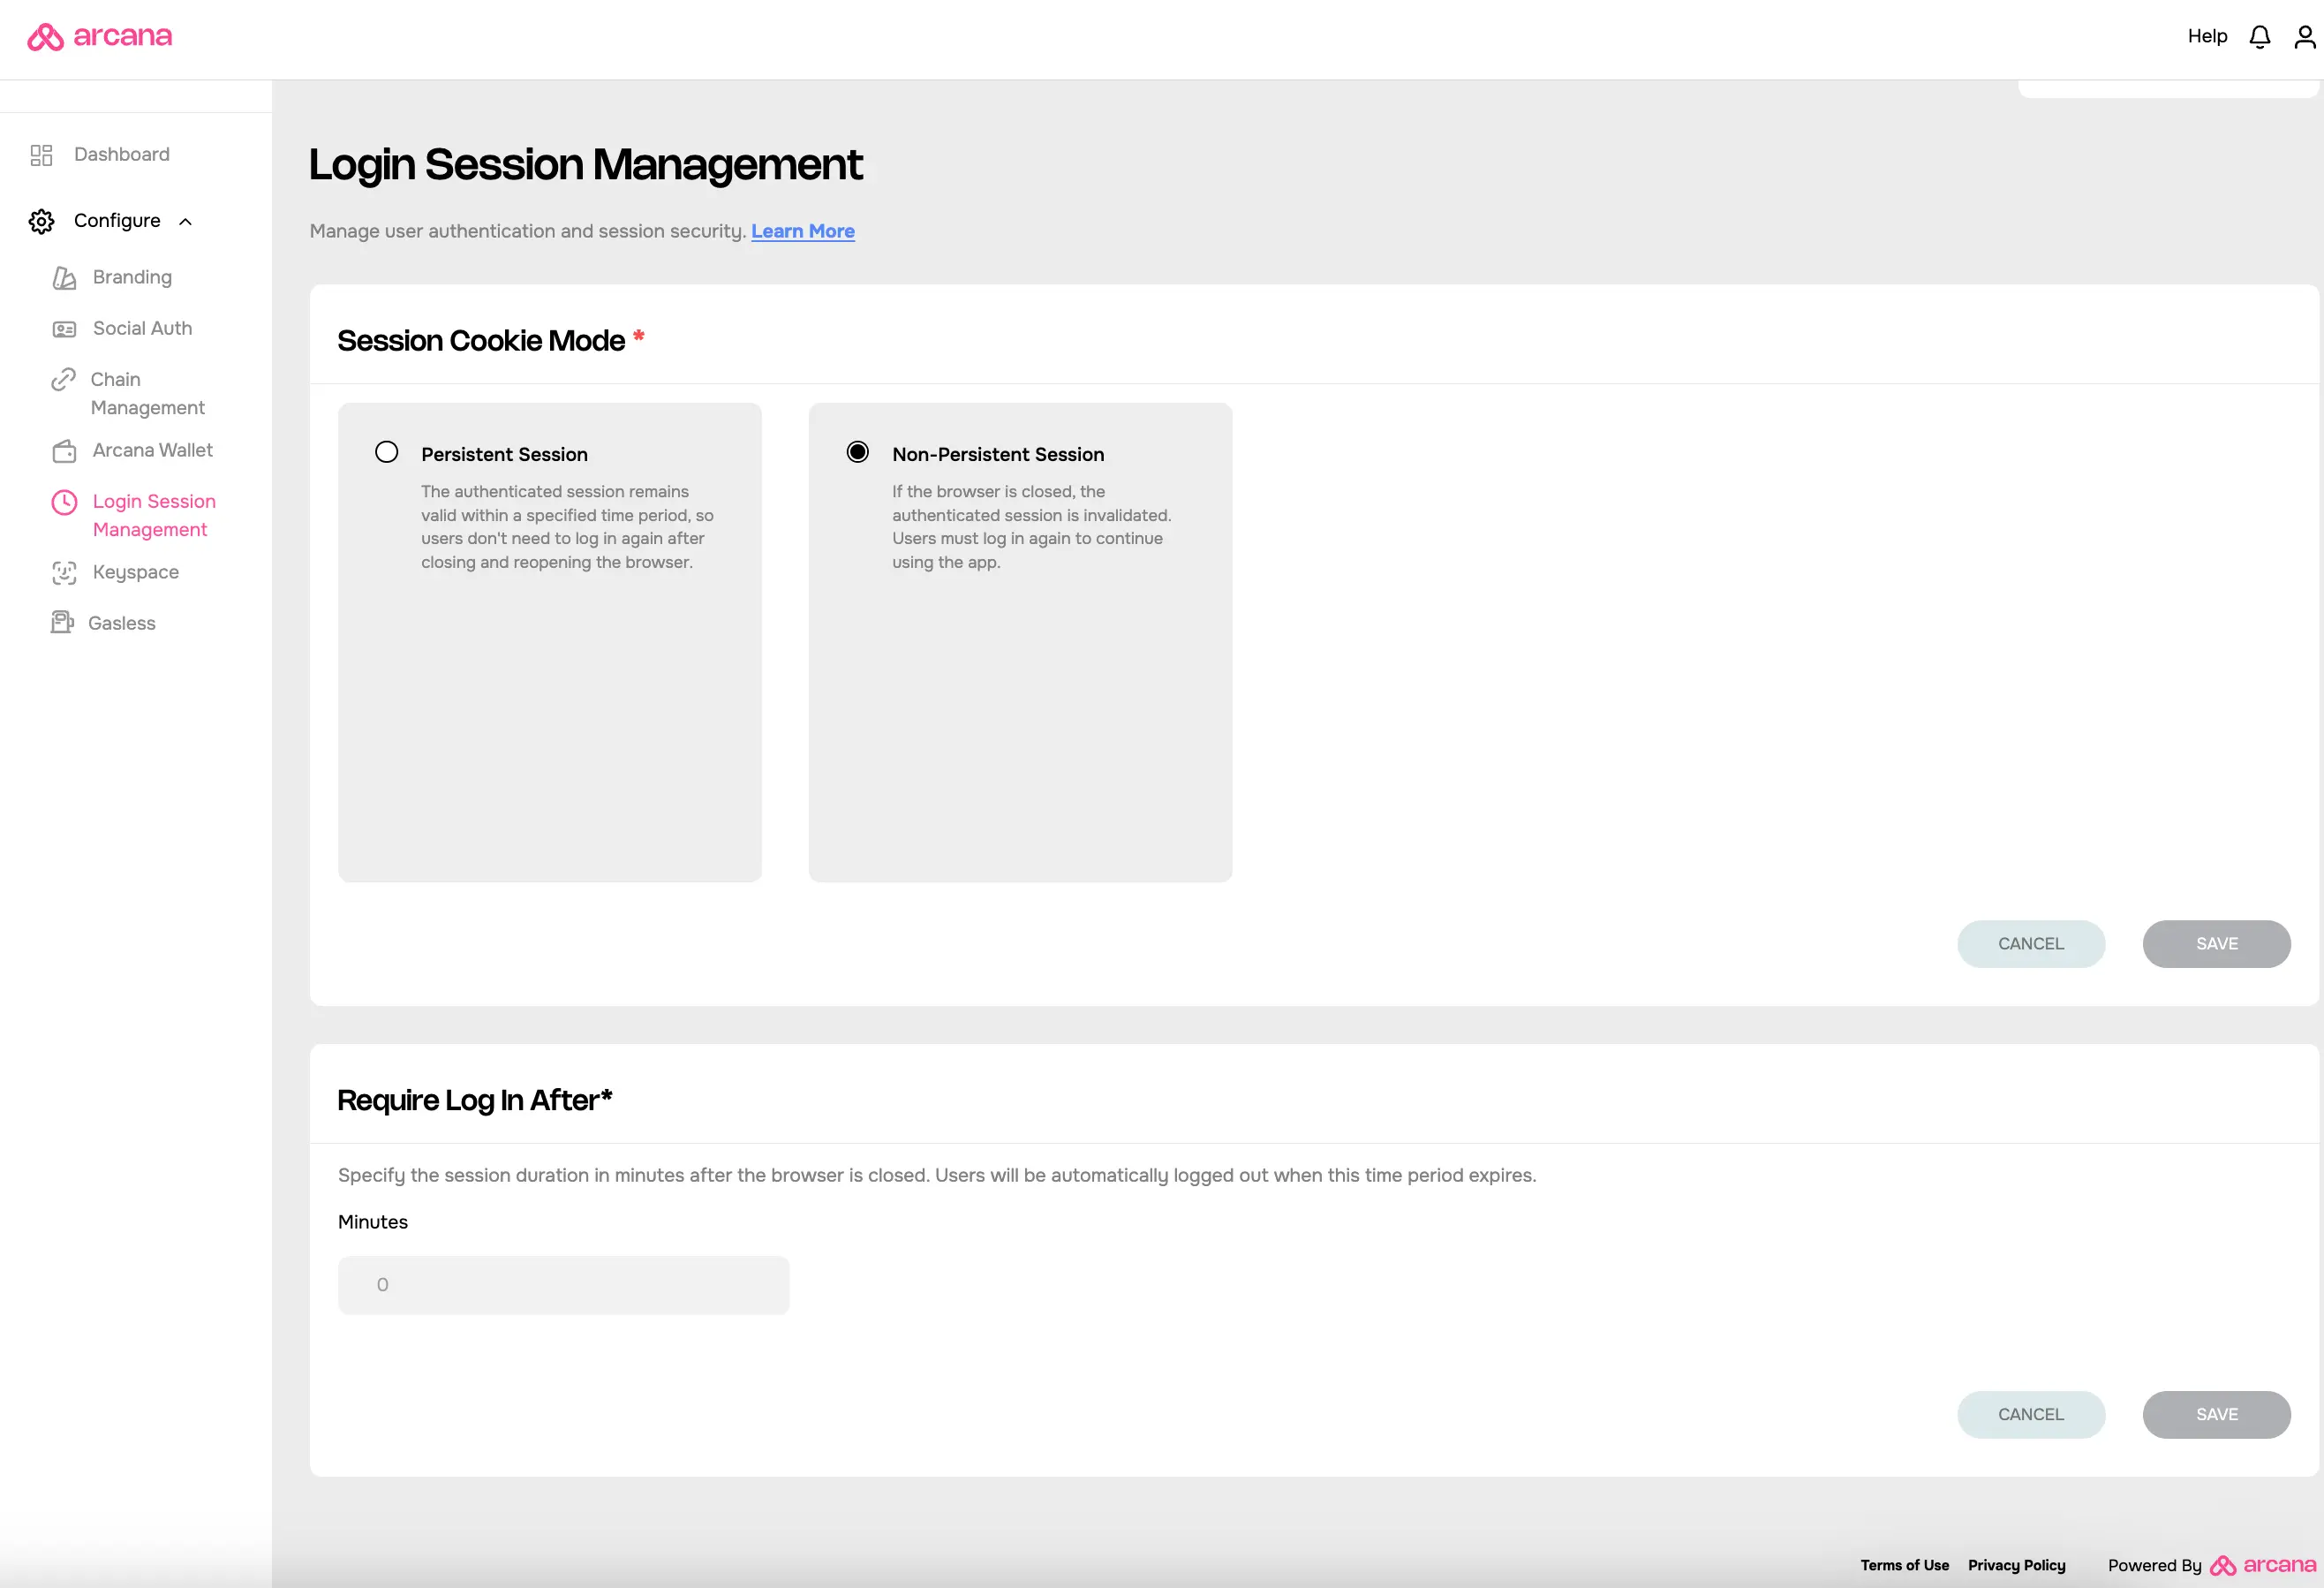 arcana
Help
Dashboard
Configure
Branding
Social Auth
Chain
Management
Arcana Wallet
Login Session
Management
Keyspace
Gasless
Login Session Management
Manage user authentication and session security. Learn More
Session Cookie Mode *
Persistent Session
The authenticated session remains
valid within a specified time period, so
users don't need to log in again after
closing and reopening the browser.
Non-Persistent Session
If the browser is closed, the
authenticated session is invalidated.
Users must log in again to continue
using the app.
CANCEL
SAVE
Require Log In After*
Specify the session duration in minutes after the browser is closed. Users will be automatically logged out when this time period expires.
Minutes
0
CANCEL
SAVE
Terms of Use
Privacy Policy
Powered By arcana